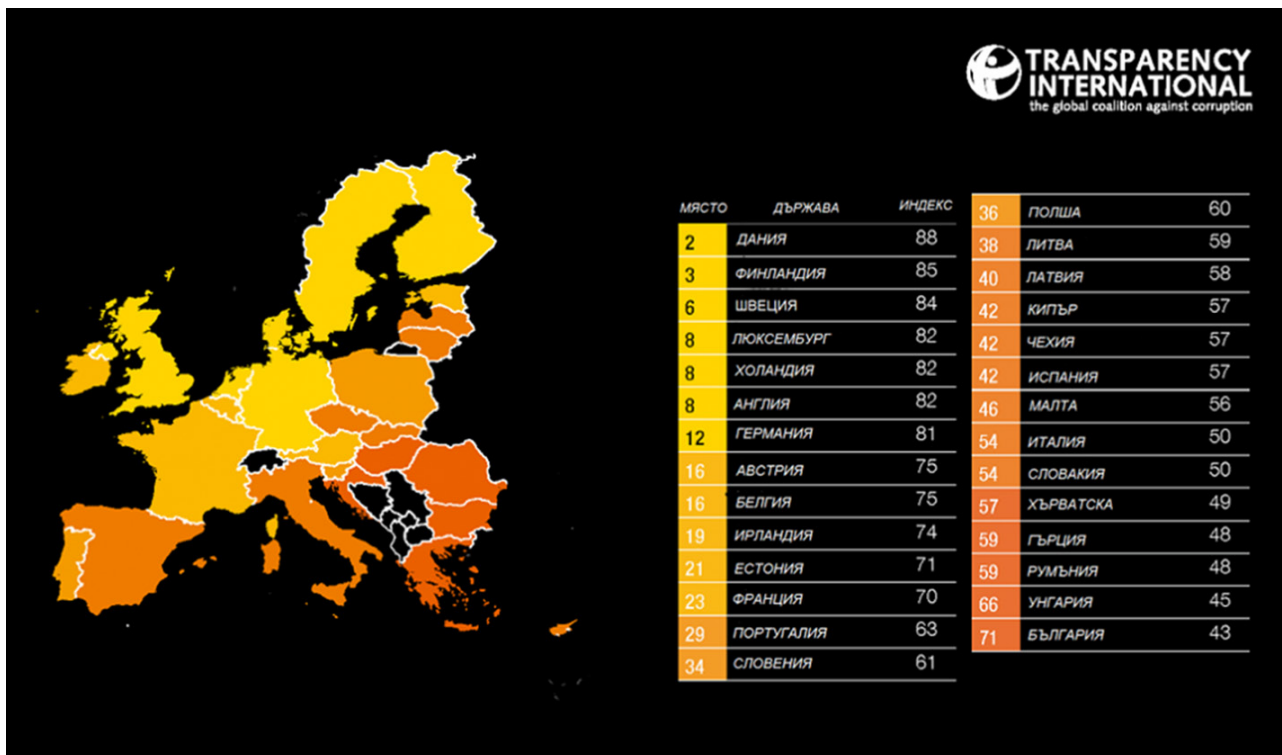 TRANSPARENCY
INTERNATIONAL
the global coalition against corruption
МЯСТО ДЪРЖАВА ИНДЕКС
2 ДАНИЯ 88
3 ФИНЛАНДИЯ 85
6 ШВЕЦИЯ 84
8 ЛЮКСЕМБУРГ 82
8 ХОЛАНДИЯ 82
8 АНГЛИЯ 82
12 ГЕРМАНИЯ 81
16 АВСТРИЯ 75
16 БЕЛГИЯ 75
19 ИРЛАНДИЯ 74
21 ЕСТОНИЯ 71
23 ФРАНЦИЯ 70
29 ПОРТУГАЛИЯ 63
34 СЛОВЕНИЯ 61
36 ПОЛША 60
38 ЛИТВА 59
40 ЛАТВИЯ 58
42 КИПЪР 57
42 ЧЕХИЯ 57
42 ИСПАНИЯ 57
46 МАЛТА 56
54 ИТАЛИЯ 50
54 СЛОВАКИЯ 50
57 ХЪРВАТСКА 49
59 ГЪРЦИЯ 48
59 РУМЪНИЯ 48
66 УНГАРИЯ 45
71 БЪЛГАРИЯ 43